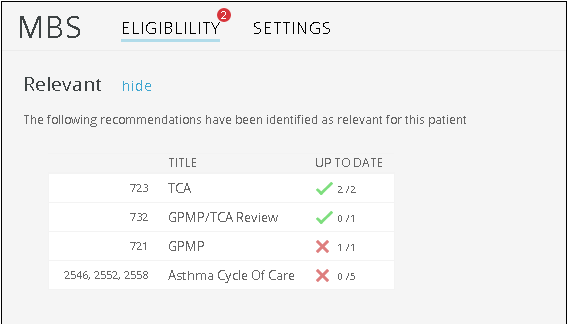 MBS ELIGIBLILITY 2 SETTINGS
Relevant hide
The following recommendations have been identified as relevant for this patient
TITLE UP TO DATE
723 TCA 2 / 2
732 GPMP/TCA Review 0 / 1
721 GPMP 1 / 1
2546, 2552, 2558 Asthma Cycle Of Care 0 / 5